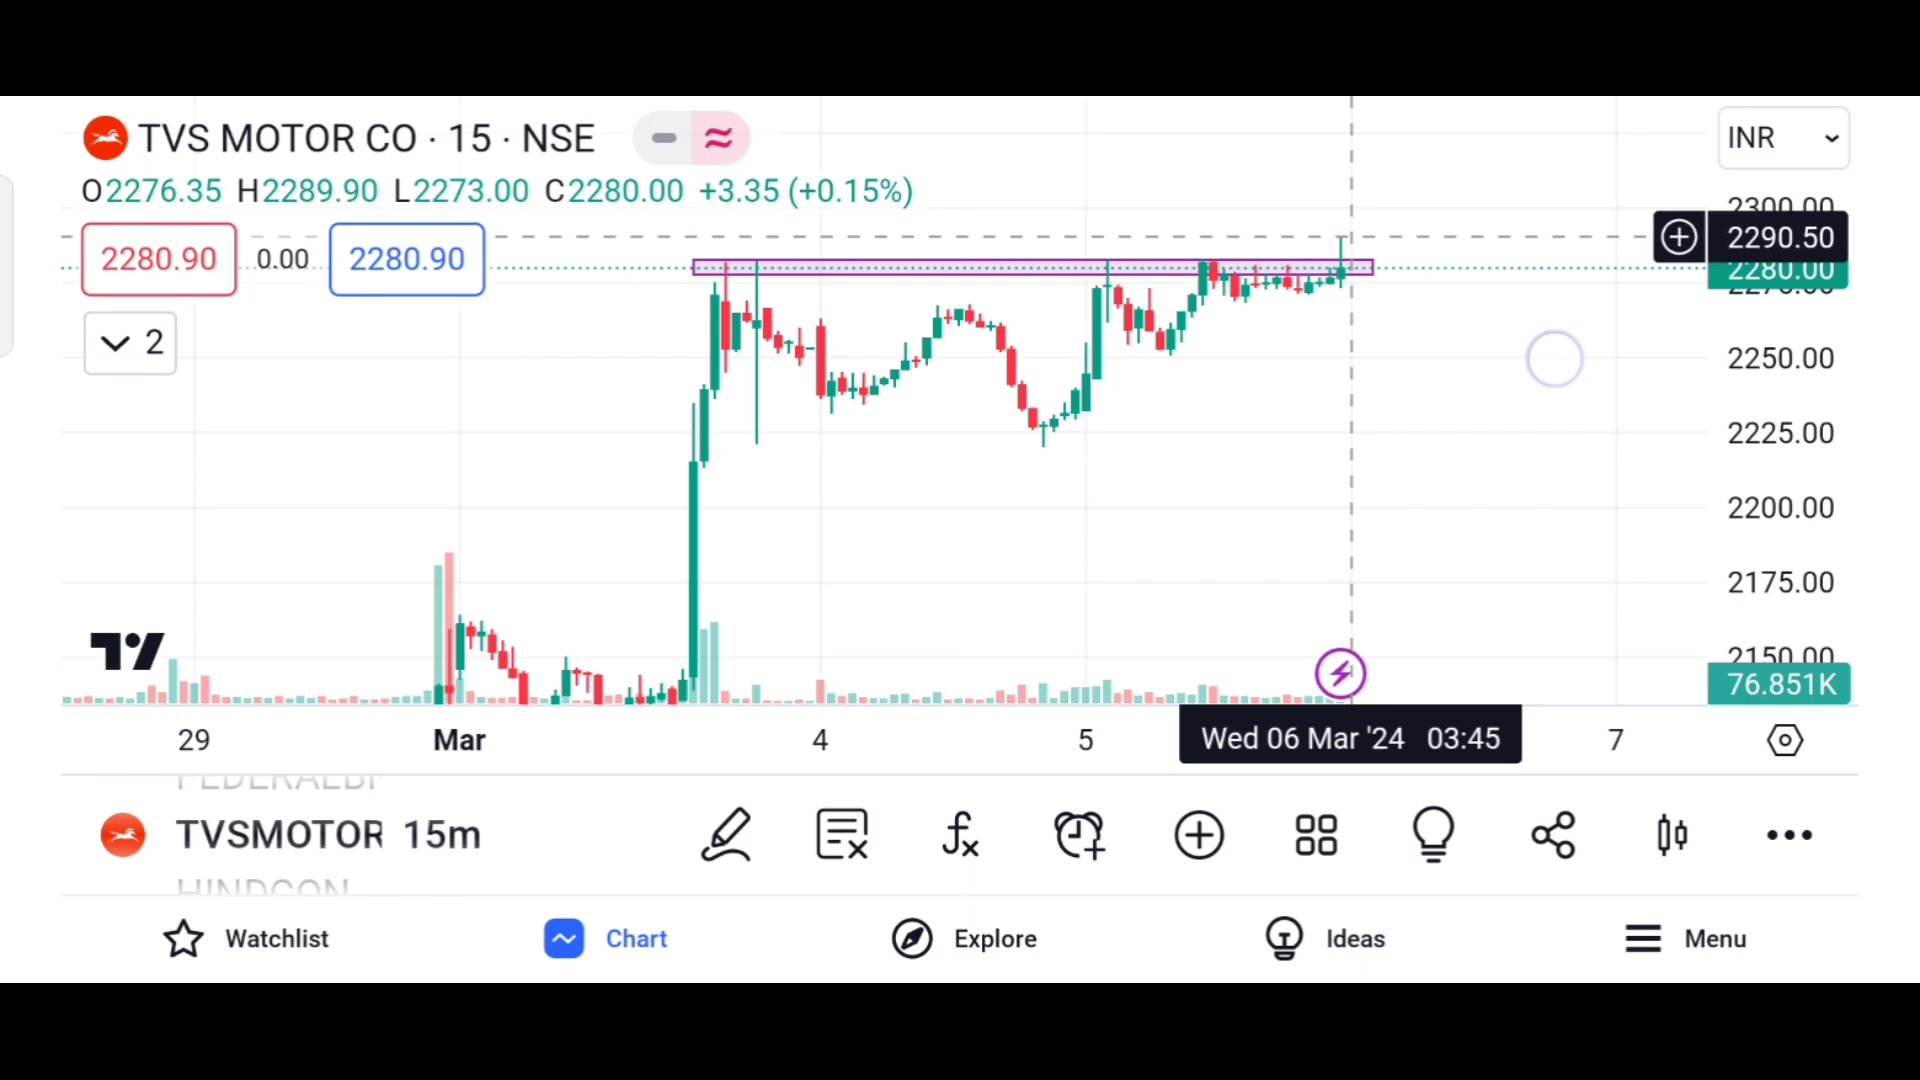 TVS MOTOR CO · 15 · NSE
INR
O2276.35 H2289.90 L2273.00 C2280.00 +3.35 (+0.15%)
2280.90 0.00 2280.90
2
2300.00
2290.50
2280.00
2275.00
2250.00
2225.00
2200.00
2175.00
2150.00
76.851K
29 Mar 4 5 Wed 06 Mar '24 03:45 7
TVSMOTOR 15m
HINDCON
Watchlist Chart Explore Ideas Menu